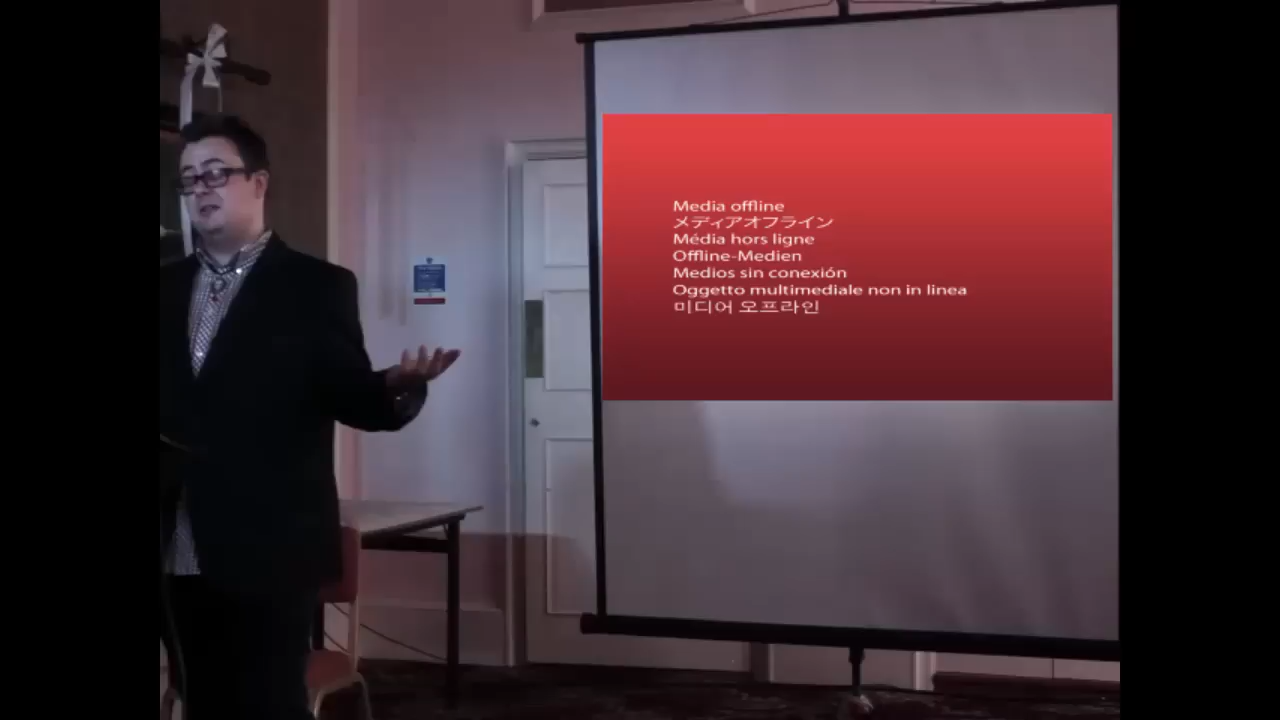 Media offline
メディアオフライン
Média hors ligne
Offline-Medien
Medios sin conexión
Oggetto multimediale non in linea
미디어 오프라인